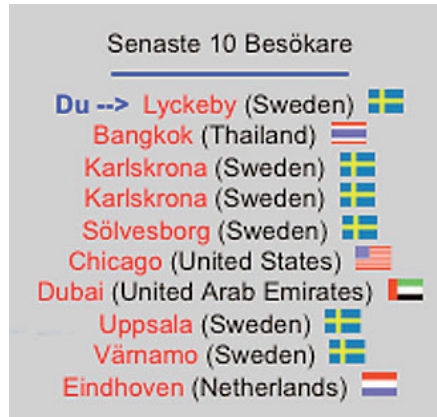 Senaste 10 Besökare
Du --> Lyckeby (Sweden)
Bangkok (Thailand)
Karlskrona (Sweden)
Karlskrona (Sweden)
Sölvesborg (Sweden)
Chicago (United States)
Dubai (United Arab Emirates)
Uppsala (Sweden)
Värnamo (Sweden)
Eindhoven (Netherlands)